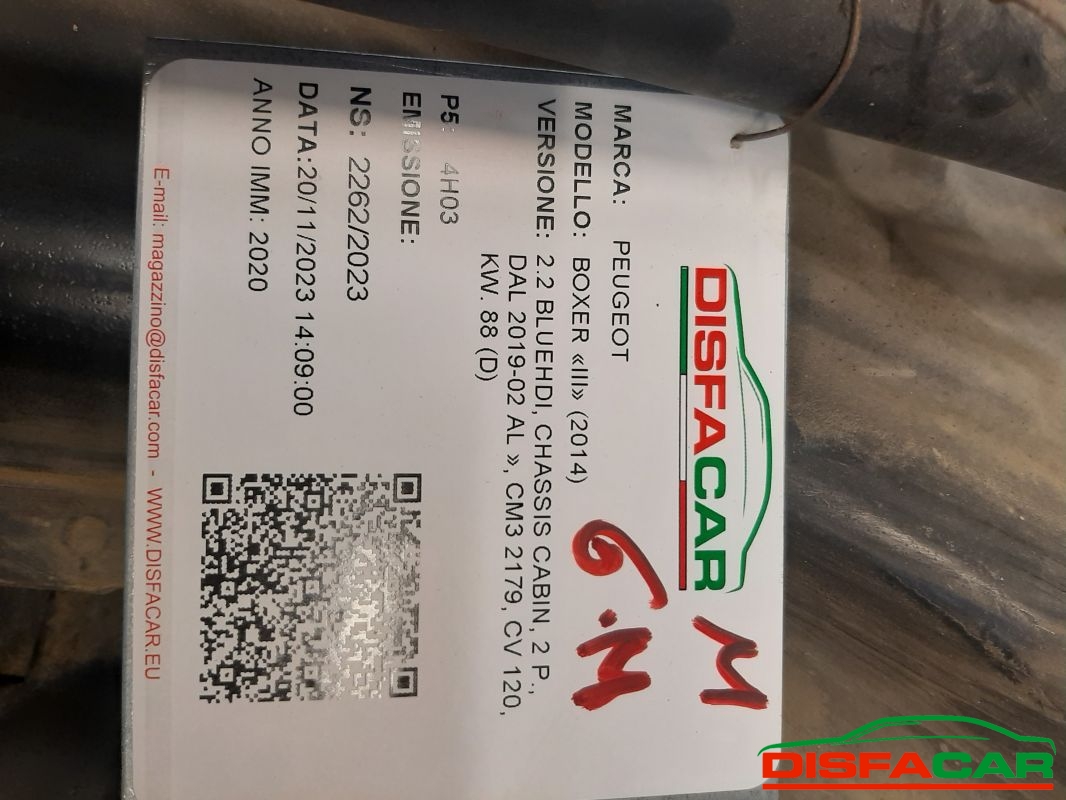 DISFACAR
MARCA: PEUGEOT
MODELLO: BOXER «III» (2014)
VERSIONE: 2.2 BLUEHDI, CHASSIS CABIN, 2 P.,
DAL 2019-02 AL », CM3 2179, CV 120,
KW. 88 (D)
P5: 4H03
EMISSIONE:
NS: 2262/2023
DATA:20/11/2023 14:09:00
ANNO IMM: 2020
E-mail: magazzino@disfacar.com - WWW.DISFACAR.EU
DISFACAR